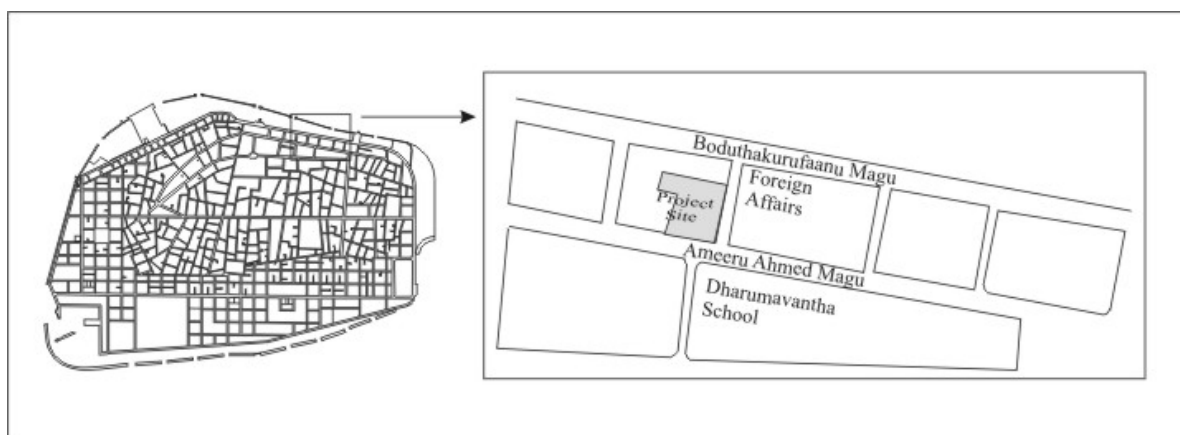 Boduthakurufaanu Magu
Foreign
Affairs
Project
Site
Ameeru Ahmed Magu
Dharumavantha
School